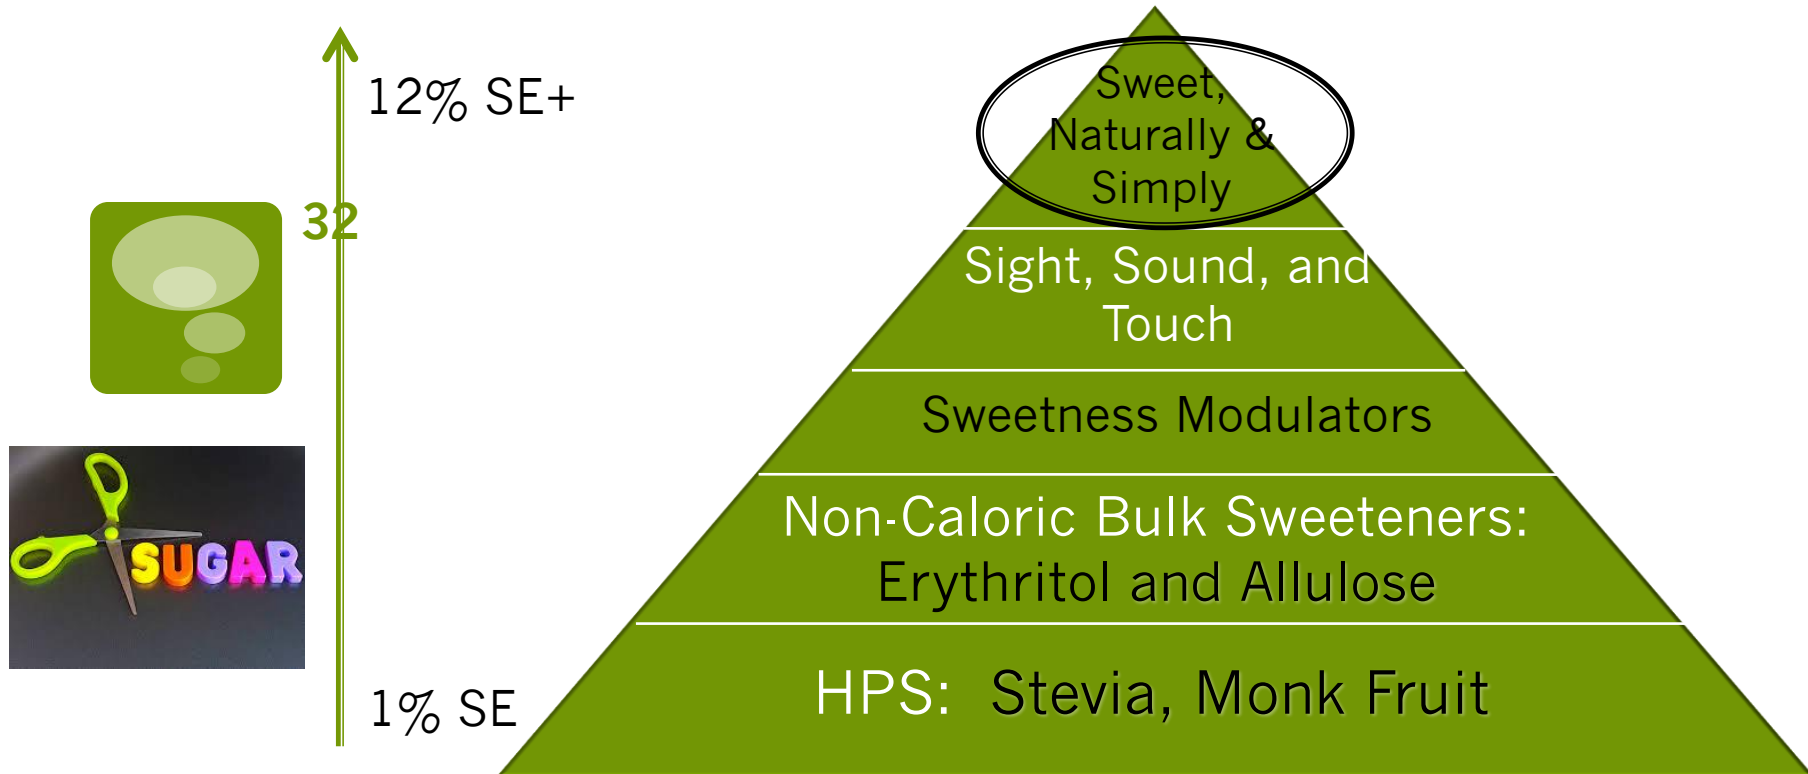 12% SE+
32
SUGAR
1% SE
Sweet,
Naturally &
Simply
Sight, Sound, and
Touch
Sweetness Modulators
Non-Caloric Bulk Sweeteners:
Erythritol and Allulose
HPS: Stevia, Monk Fruit